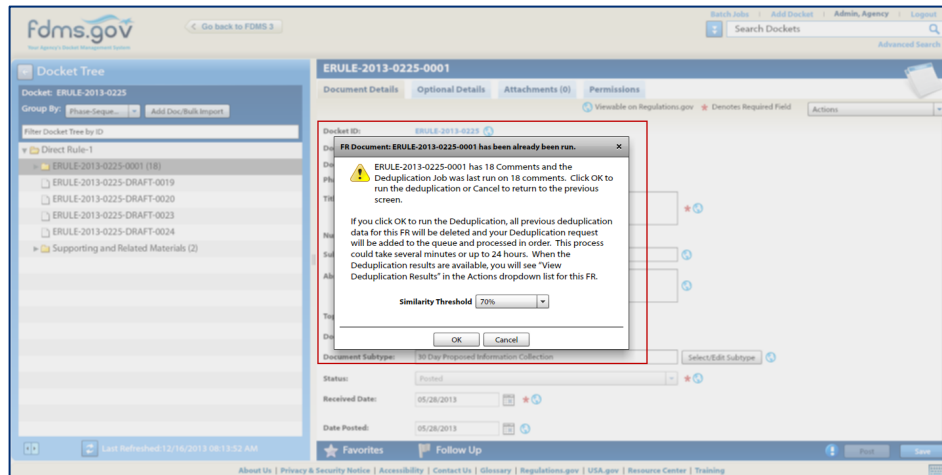 Batch Jobs | Add Docket | Admin, Agency | Logout
fdms.gov
Your Agency's Docket Management System
< Go back to FDMS 3
Search Dockets
Advanced Search
Docket Tree
Docket: ERULE-2013-0225
Group By: Phase-Seque... Add Doc/Bulk Import
Filter Docket Tree by ID
Direct Rule-1
ERULE-2013-0225-0001 (18)
ERULE-2013-0225-DRAFT-0019
ERULE-2013-0225-DRAFT-0020
ERULE-2013-0225-DRAFT-0023
ERULE-2013-0225-DRAFT-0024
Supporting and Related Materials (2)
Last Refreshed:12/16/2013 08:13:52 AM
ERULE-2013-0225-0001
Document Details Optional Details Attachments (0) Permissions
Viewable on Regulations.gov ★ Denotes Required Field Actions
Docket ID: ERULE-2013-0225
FR Document: ERULE-2013-0225-0001 has been already been run. ×
ERULE-2013-0225-0001 has 18 Comments and the
Deduplication Job was last run on 18 comments. Click OK to
run the deduplication or Cancel to return to the previous
screen.
If you click OK to run the Deduplication, all previous deduplication
data for this FR will be deleted and your Deduplication request
will be added to the queue and processed in order. This process
could take several minutes or up to 24 hours. When the
Deduplication results are available, you will see "View
Deduplication Results" in the Actions dropdown list for this FR.
Similarity Threshold 70%
OK Cancel
Document Subtype: 30 Day Proposed Information Collection Select/Edit Subtype
Status: Posted
Received Date: 05/28/2013
Date Posted: 05/28/2013
Favorites Follow Up Post Save
About Us | Privacy & Security Notice | Accessibility | Contact Us | Glossary | Regulations.gov | USA.gov | Resource Center | Training